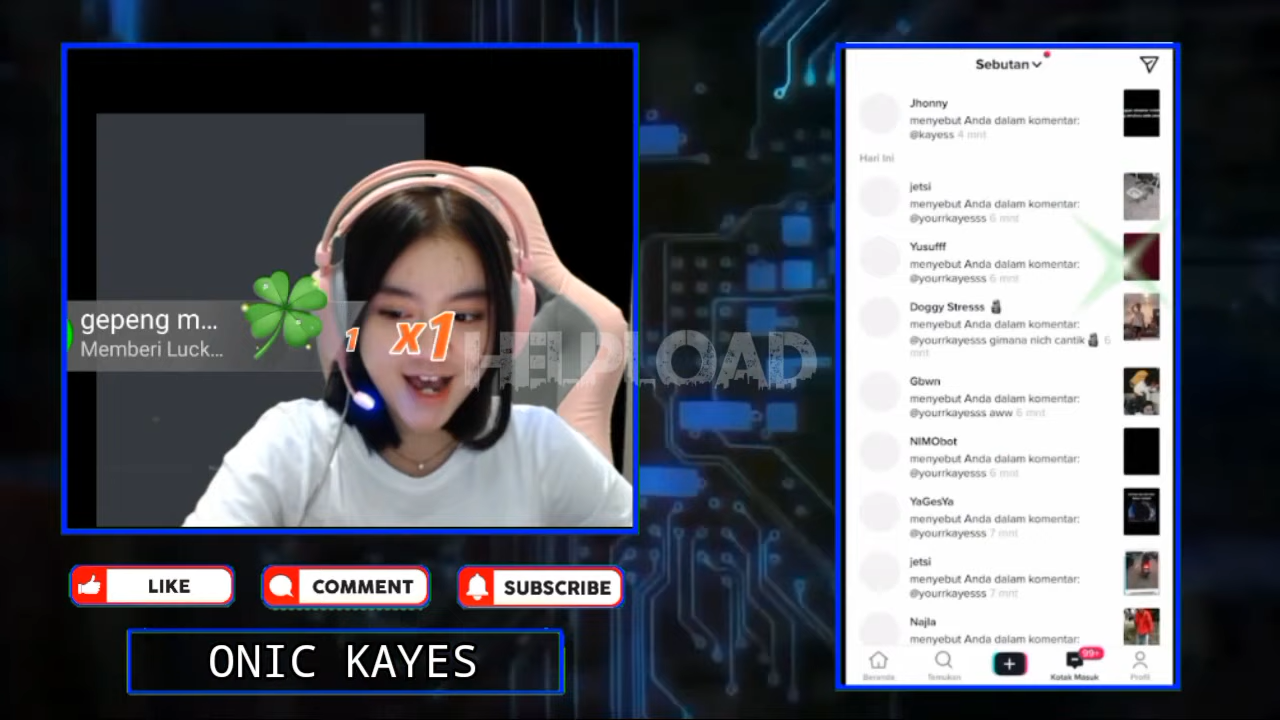 gepeng m...
Memberi Luck...
1
x1
HELPLOAD
LIKE
COMMENT
SUBSCRIBE
ONIC KAYES
Sebutan
Jhonny
menyebut Anda dalam komentar:
@kayess 4 mnt
Hari Ini
jetsi
menyebut Anda dalam komentar:
@yourrkayesss 6 mnt
Yusufff
menyebut Anda dalam komentar:
@yourrkayesss 6 mnt
Doggy Stresss
menyebut Anda dalam komentar:
@yourrkayesss gimana nich cantik 6
mnt
Gbwn
menyebut Anda dalam komentar:
@yourrkayesss aww 6 mnt
NIMObot
menyebut Anda dalam komentar:
@yourrkayesss 6 mnt
YaGesYa
menyebut Anda dalam komentar:
@yourrkayesss 7 mnt
jetsi
menyebut Anda dalam komentar:
@yourrkayesss 7 mnt
Najla
menyebut Anda dalam komentar:
99+
Beranda
Temukan
Kotak Masuk
Profil